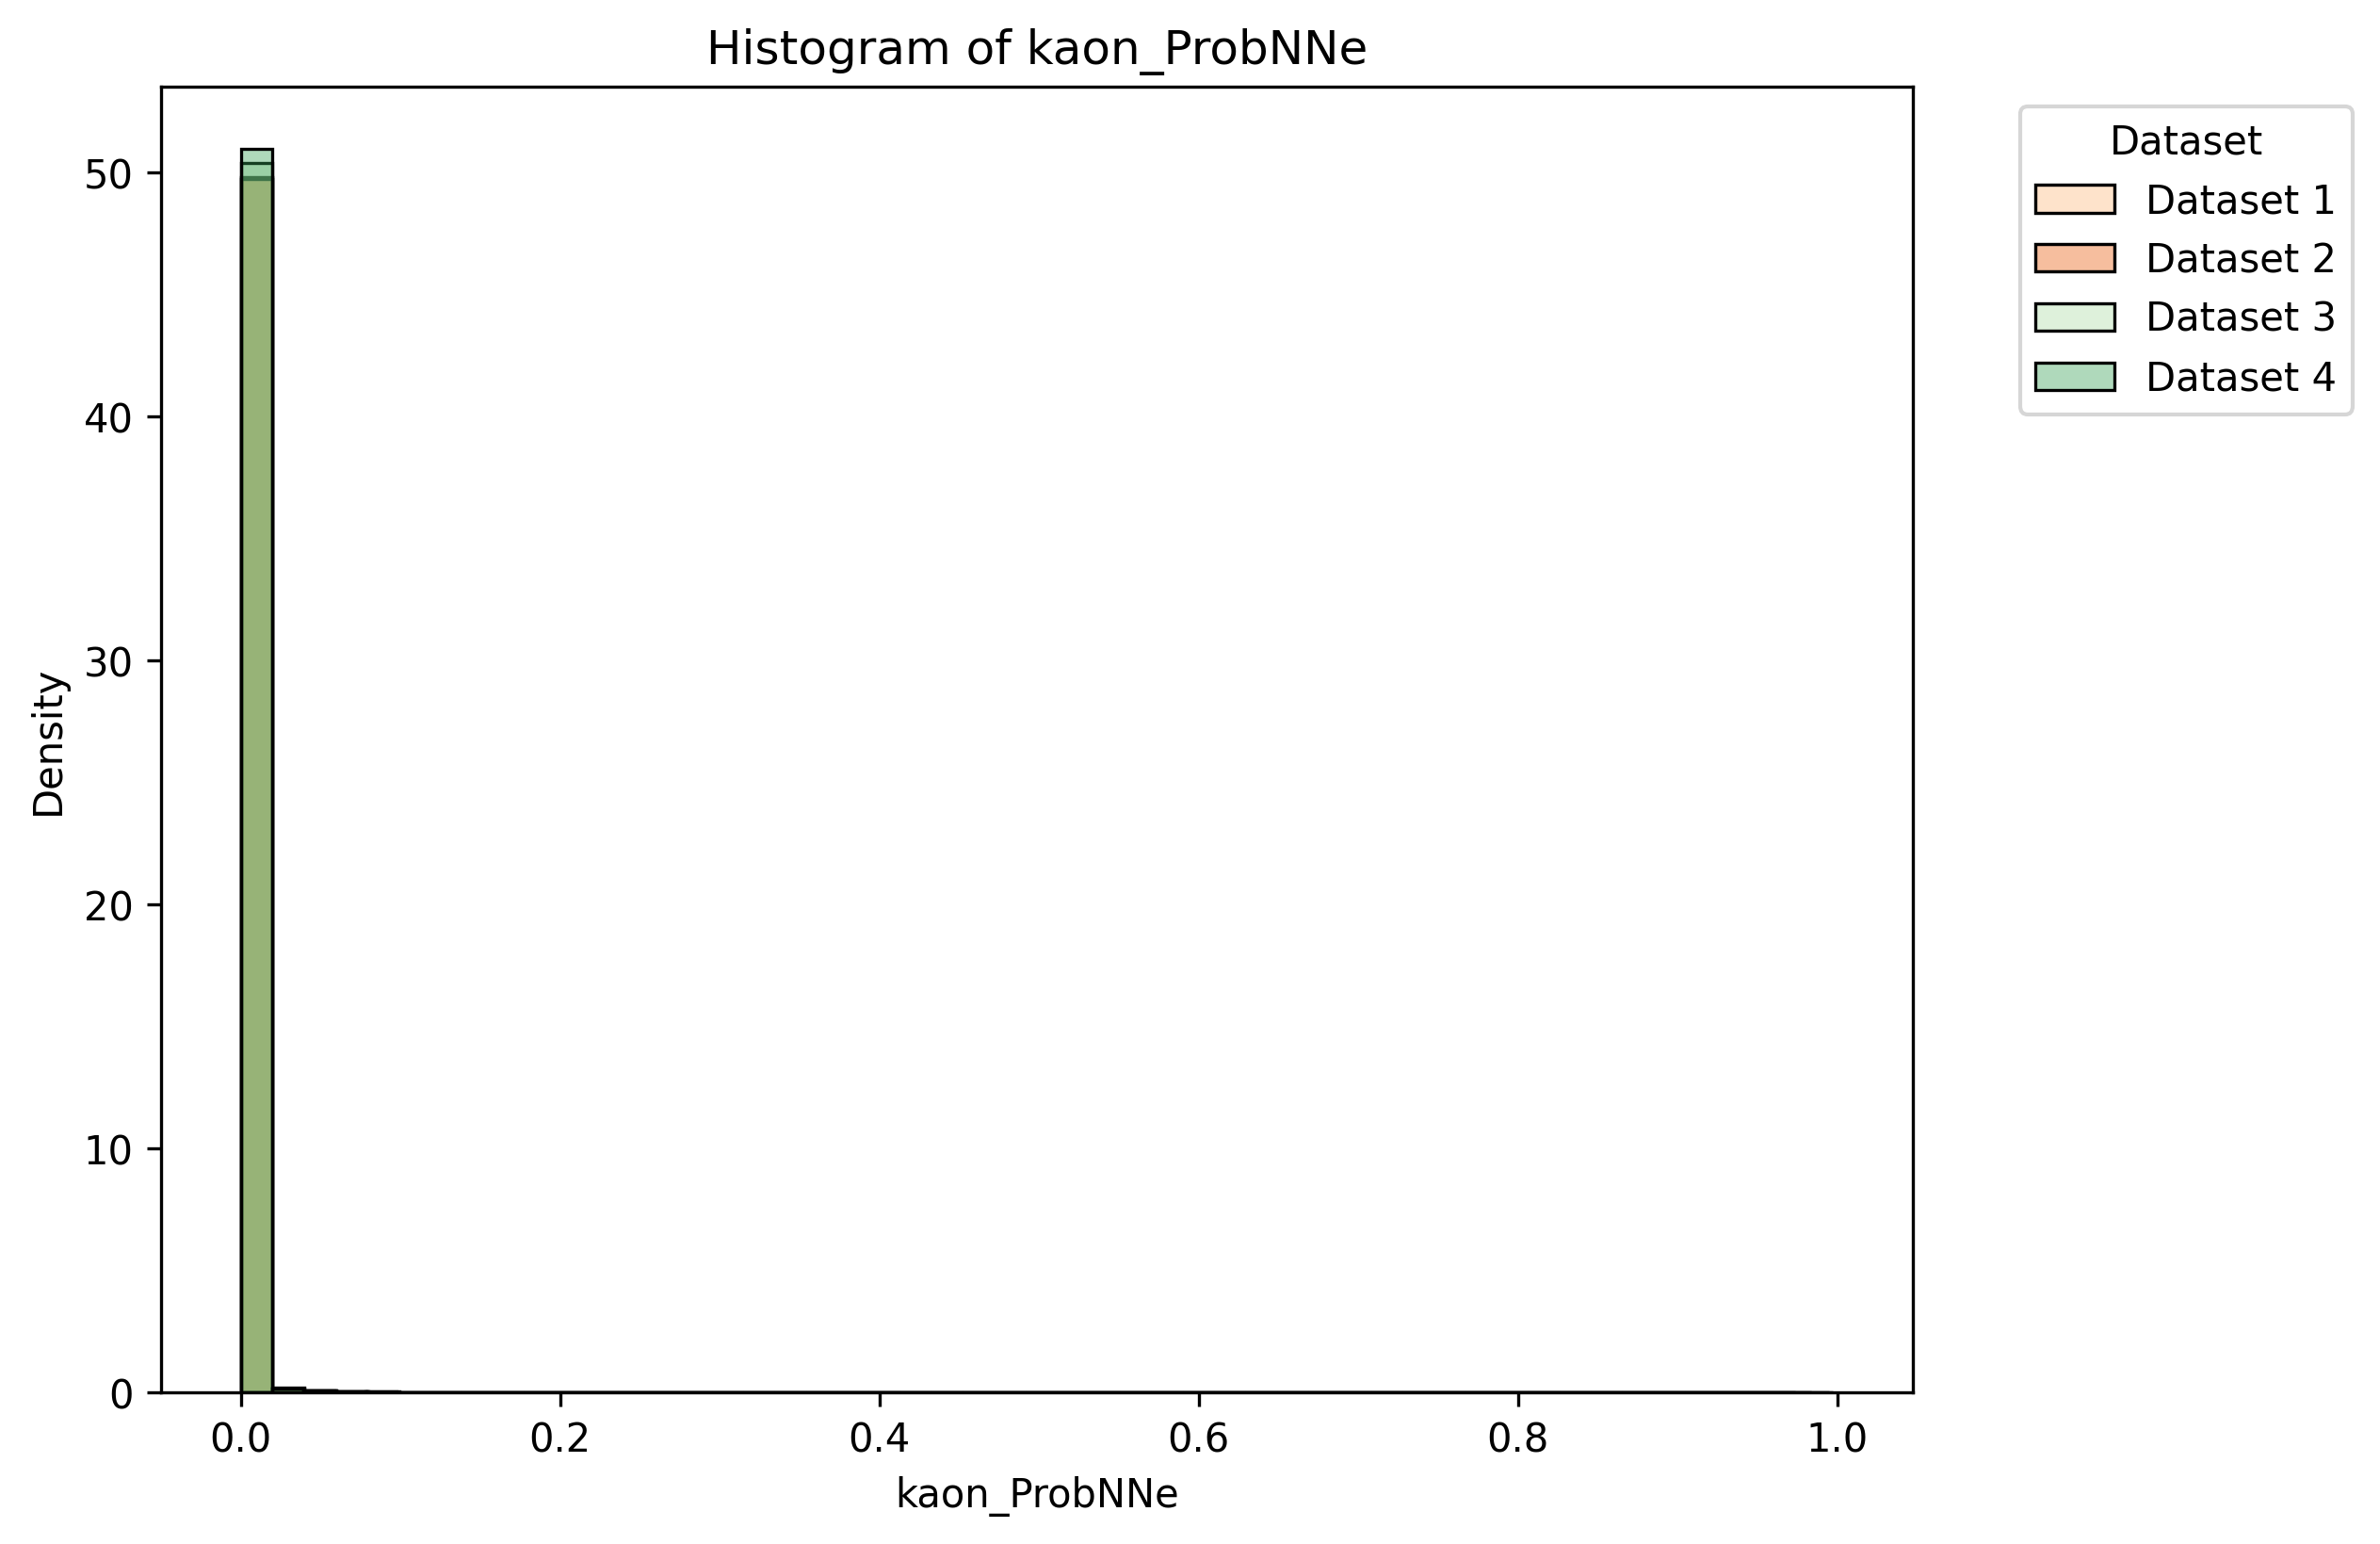 Histogram of kaon_ProbNNe
Density
50
40
30
20
10
0
0.0 0.2 0.4 0.6 0.8 1.0
kaon_ProbNNe
Dataset
Dataset 1
Dataset 2
Dataset 3
Dataset 4